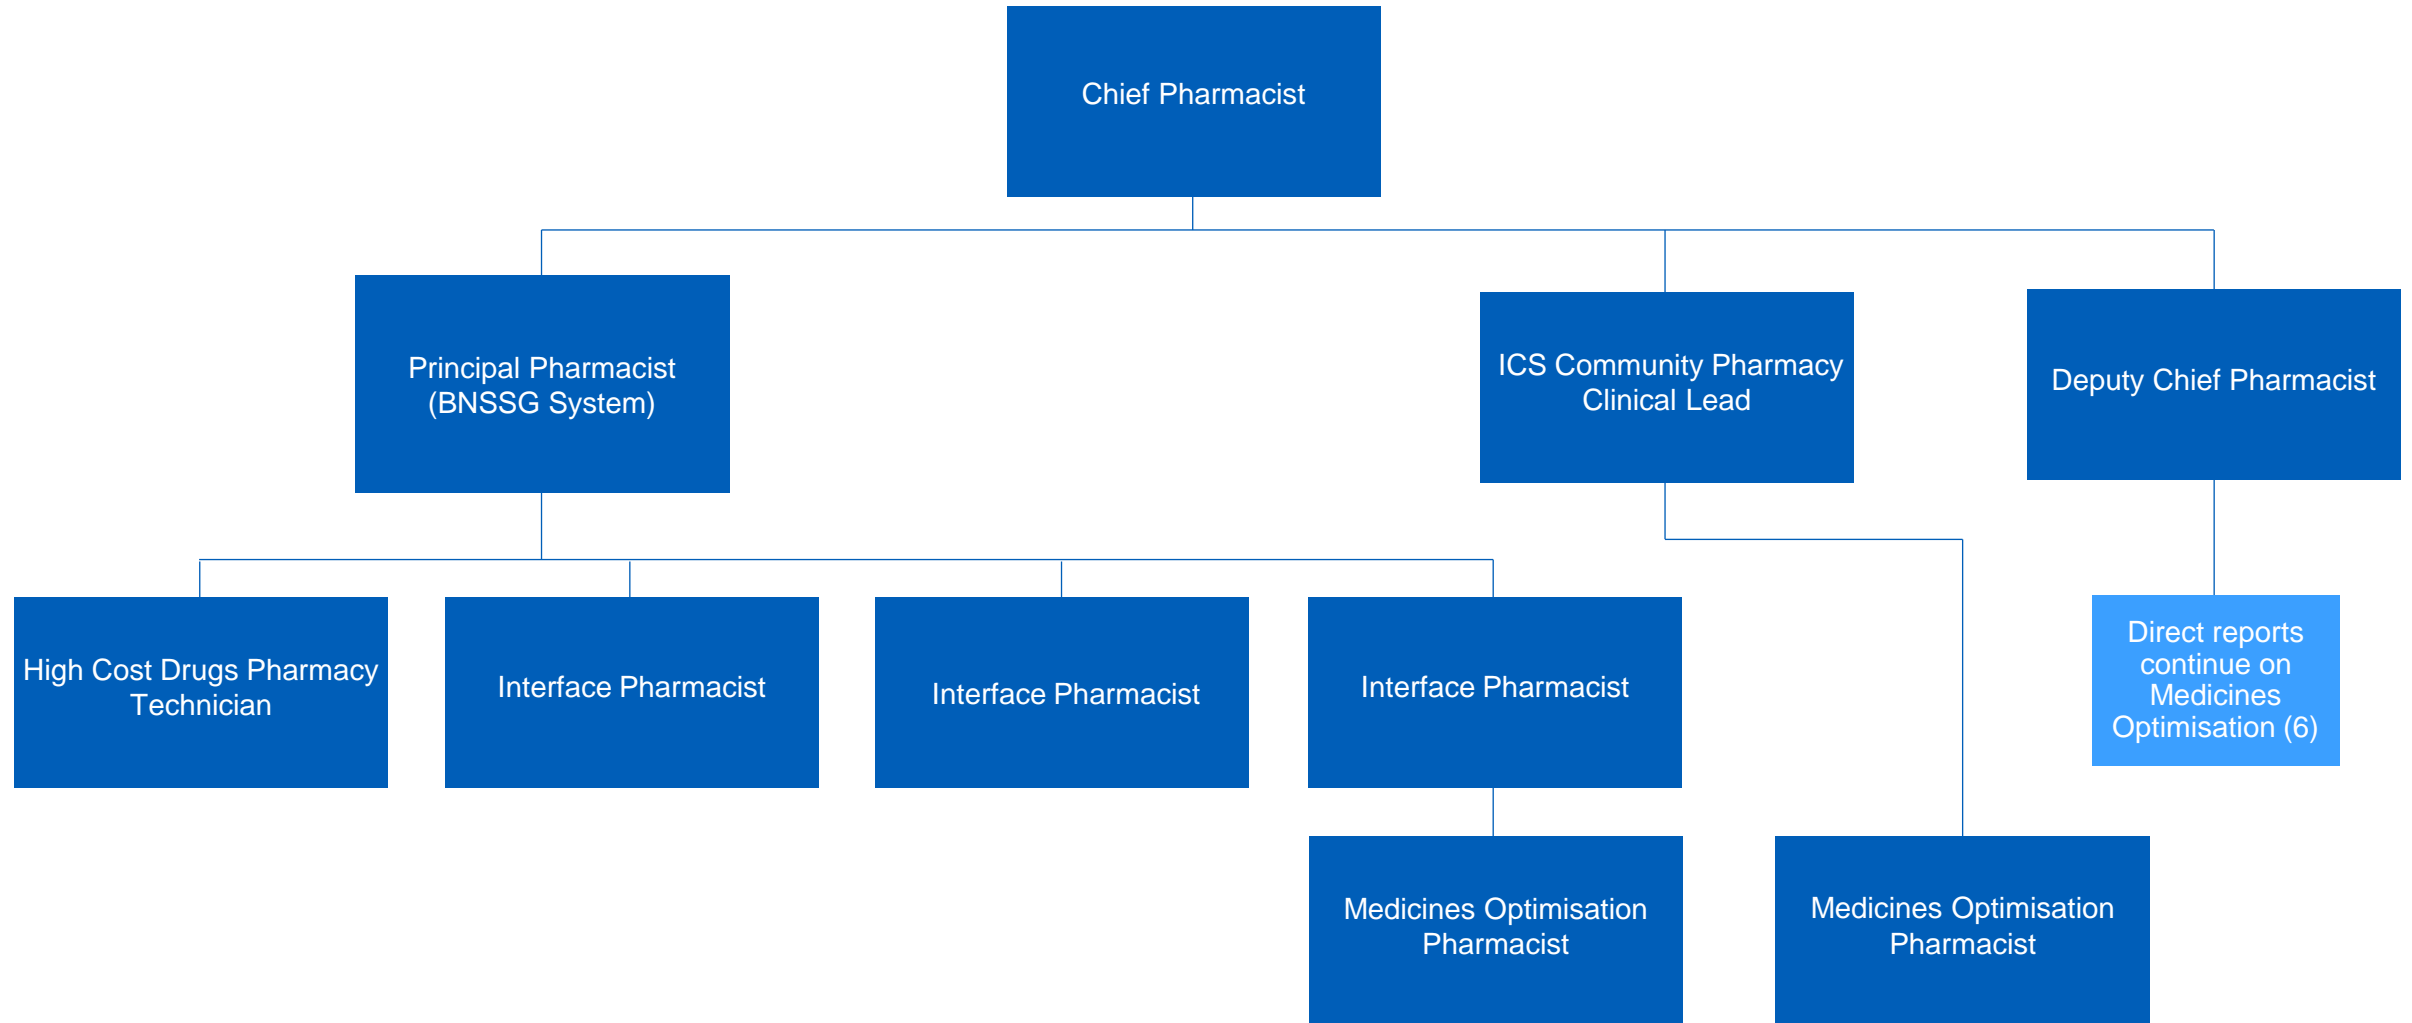 Chief Pharmacist
Principal Pharmacist
(BNSSG System)
ICS Community Pharmacy
Clinical Lead
Deputy Chief Pharmacist
High Cost Drugs Pharmacy
Technician
Interface Pharmacist
Interface Pharmacist
Interface Pharmacist
Direct reports
continue on
Medicines
Optimisation (6)
Medicines Optimisation
Pharmacist
Medicines Optimisation
Pharmacist